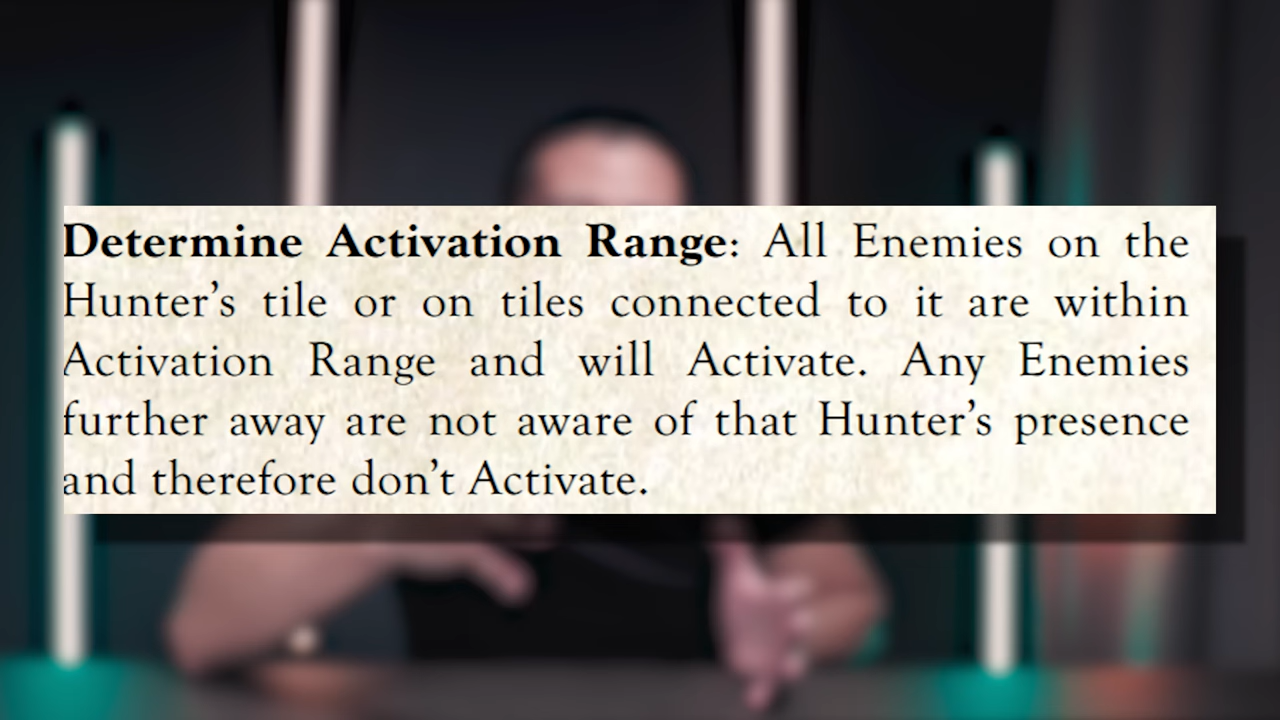 Determine Activation Range: All Enemies on the
Hunter’s tile or on tiles connected to it are within
Activation Range and will Activate. Any Enemies
further away are not aware of that Hunter’s presence
and therefore don’t Activate.